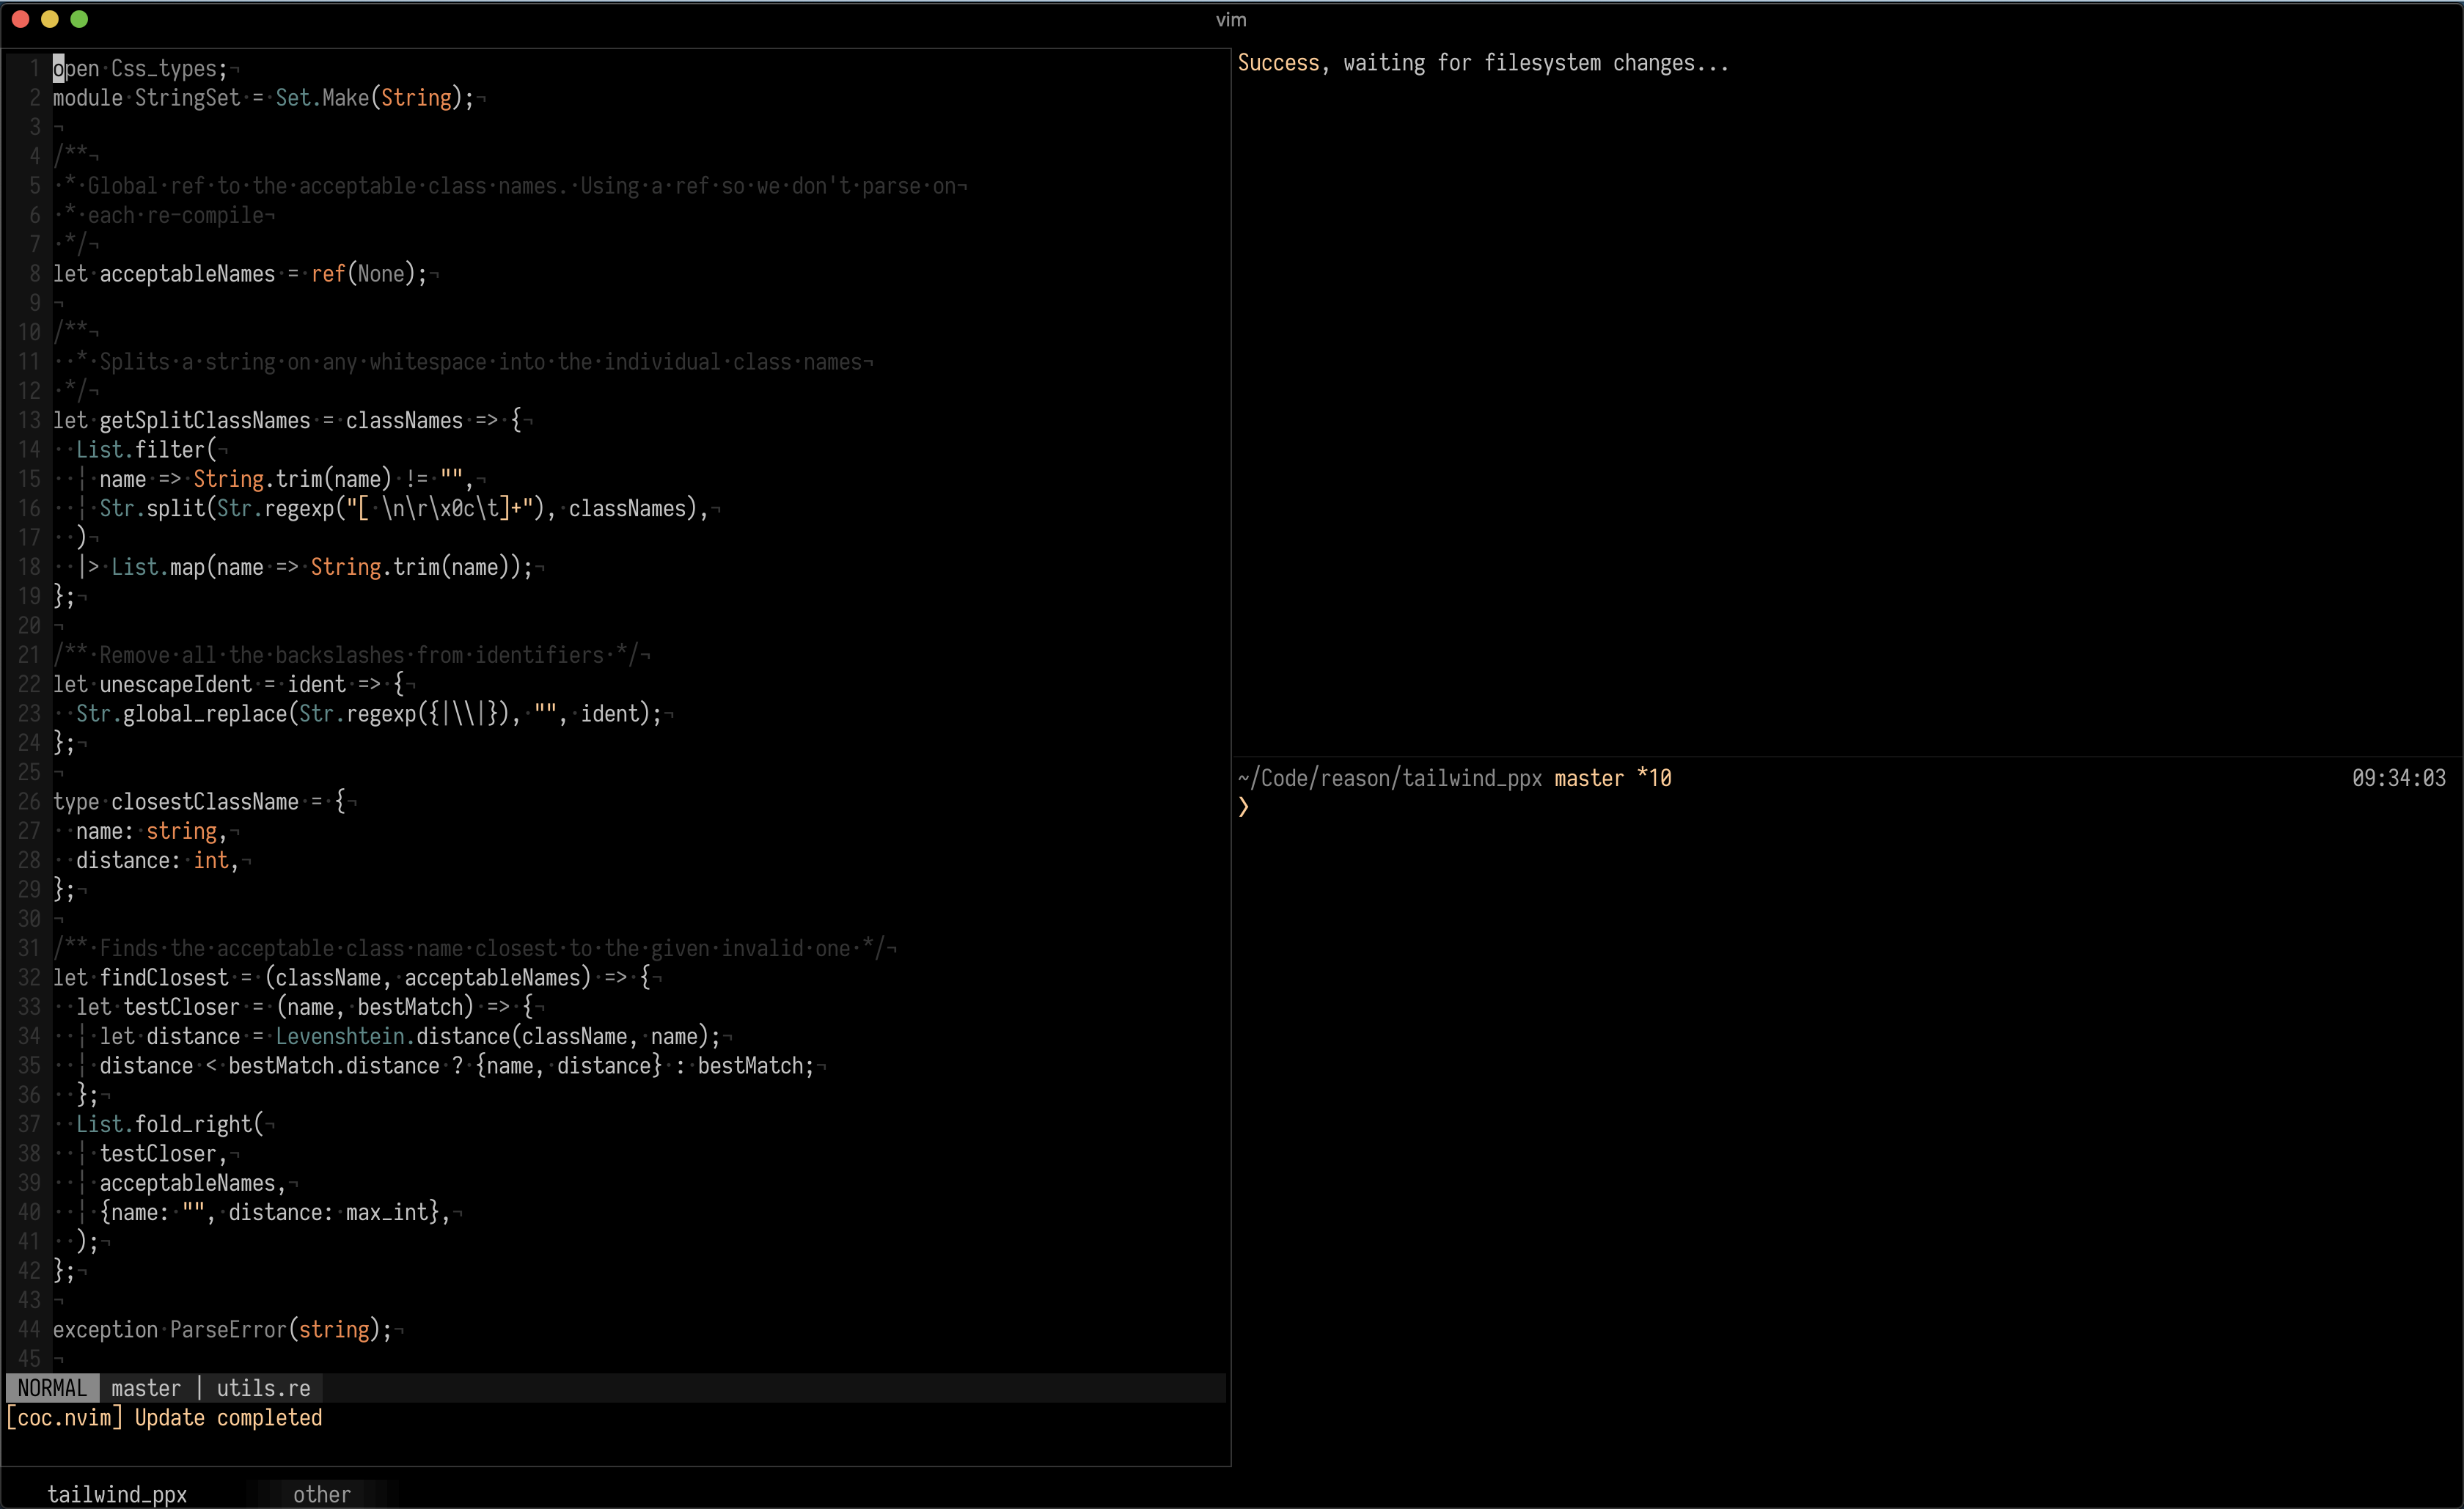 vim
1 open Css_types;¬
2 module·StringSet·=·Set.Make(String);¬
3 ¬
4 /**¬
5 ·*·Global·ref·to·the·acceptable·class·names.·Using·a·ref·so·we·don't·parse·on¬
6 ·*·each·re-compile¬
7 ·*/¬
8 let·acceptableNames·=·ref(None);¬
9 ¬
10 /**¬
11 ··*·Splits·a·string·on·any·whitespace·into·the·individual·class·names¬
12 ·*/¬
13 let·getSplitClassNames·=·classNames·=>·{¬
14 ··List.filter(¬
15 ··¦·name·=>·String.trim(name)·!=·"",¬
16 ··¦·Str.split(Str.regexp("[·\n\r\x0c\t]+"),·classNames),¬
17 ··)¬
18 ··|>·List.map(name·=>·String.trim(name));¬
19 };¬
20 ¬
21 /**·Remove·all·the·backslashes·from·identifiers·*/¬
22 let·unescapeIdent·=·ident·=>·{¬
23 ··Str.global_replace(Str.regexp({|\\|}),·"",·ident);¬
24 };¬
25 ¬
26 type·closestClassName·=·{¬
27 ··name:·string,¬
28 ··distance:·int,¬
29 };¬
30 ¬
31 /**·Finds·the·acceptable·class·name·closest·to·the·given·invalid·one·*/¬
32 let·findClosest·=·(className,·acceptableNames)·=>·{¬
33 ··let·testCloser·=·(name,·bestMatch)·=>·{¬
34 ··¦·let·distance·=·Levenshtein.distance(className,·name);¬
35 ··¦·distance·<·bestMatch.distance·?·{name,·distance}·:·bestMatch;¬
36 ··};¬
37 ··List.fold_right(¬
38 ··¦·testCloser,¬
39 ··¦·acceptableNames,¬
40 ··¦·{name:·"",·distance:·max_int},¬
41 ··);¬
42 };¬
43 ¬
44 exception·ParseError(string);¬
45 ¬
NORMAL master | utils.re
[coc.nvim] Update completed
Success, waiting for filesystem changes...
~/Code/reason/tailwind_ppx master *10 09:34:03
❯
tailwind_ppx other